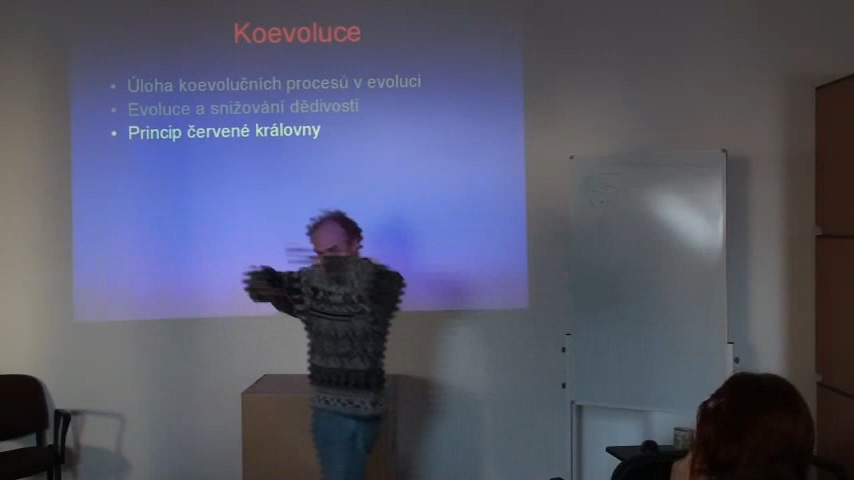 Koevoluce
• Úloha koevolučních procesů v evoluci
• Evoluce a snižování dědivosti
• Princip červené královny